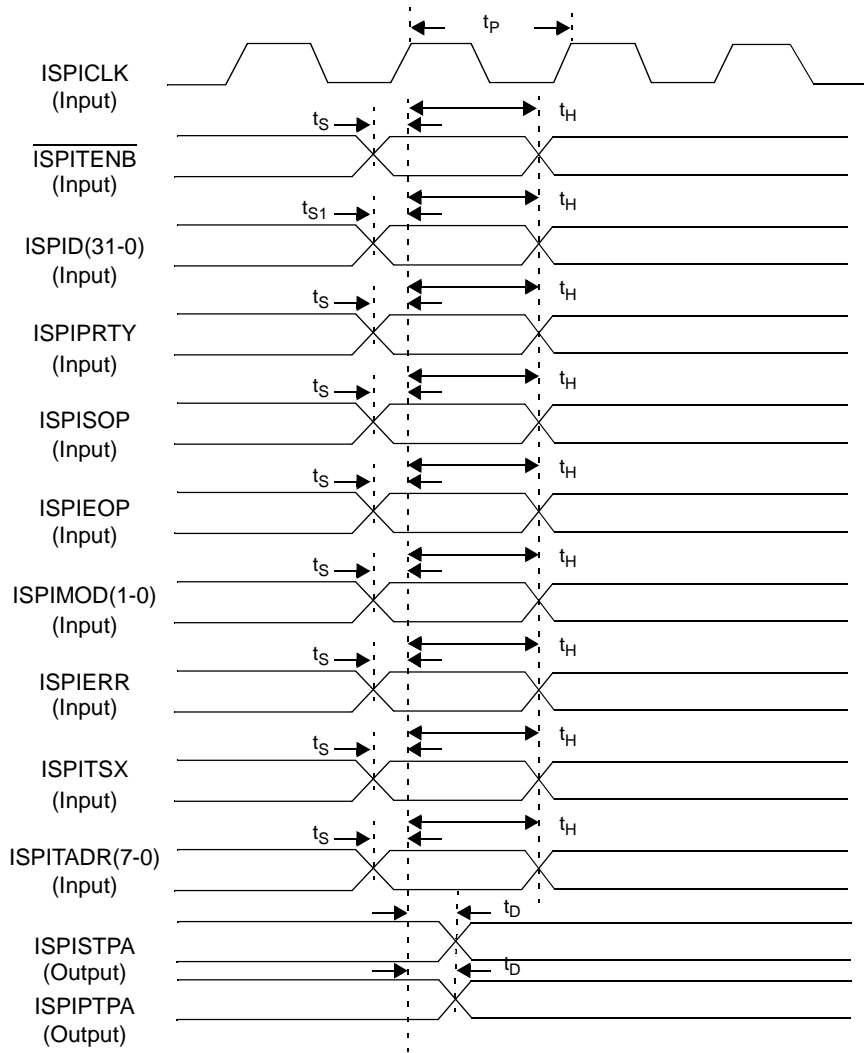 tP
ISPICLK
(Input)
tS
tH
ISPITENB
(Input)
tS1
tH
ISPID(31-0)
(Input)
tS
tH
ISPIPRTY
(Input)
tS
tH
ISPISOP
(Input)
tS
tH
ISPIEOP
(Input)
tS
tH
ISPIMOD(1-0)
(Input)
tS
tH
ISPIERR
(Input)
tS
tH
ISPITSX
(Input)
tS
tH
ISPITADR(7-0)
(Input)
tD
ISPISTPA
(Output)
tD
ISPIPTPA
(Output)